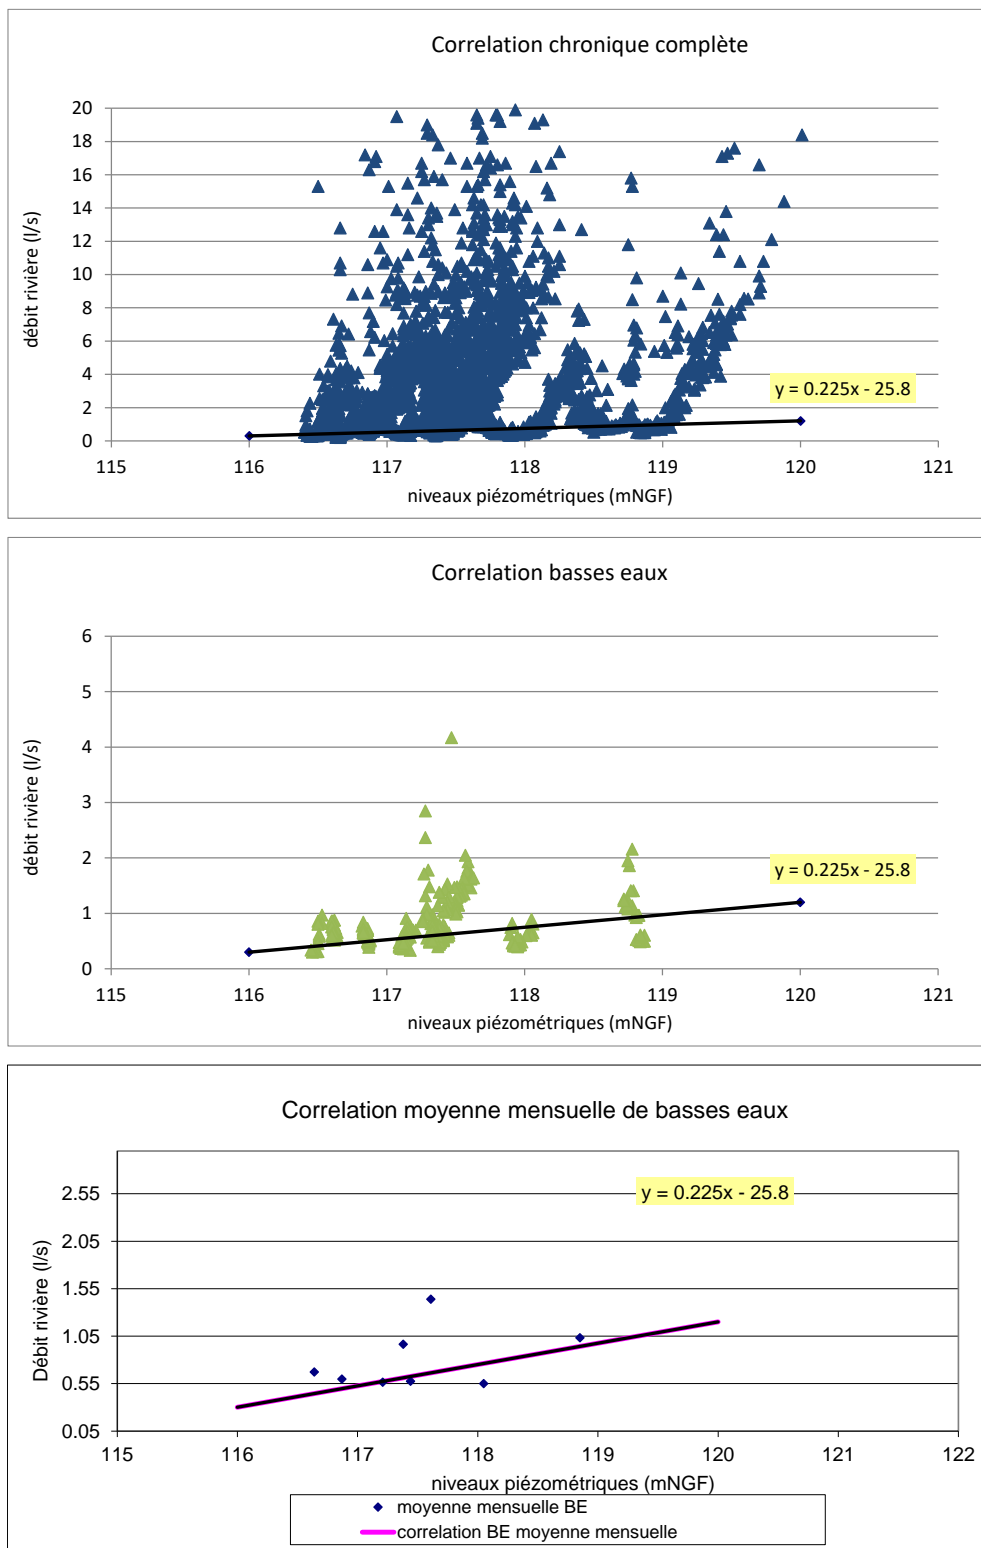 Correlation chronique complète
débit rivière (l/s)
20
18
16
14
12
10
8
6
4
2
0
y = 0.225x - 25.8
115 116 117 118 119 120 121
niveaux piézométriques (mNGF)
Correlation basses eaux
débit rivière (l/s)
6
5
4
3
2
1
0
y = 0.225x - 25.8
115 116 117 118 119 120 121
niveaux piézométriques (mNGF)
Correlation moyenne mensuelle de basses eaux
Débit rivière (l/s)
2.55
2.05
1.55
1.05
0.55
0.05
y = 0.225x - 25.8
115 116 117 118 119 120 121 122
niveaux piézométriques (mNGF)
moyenne mensuelle BE
correlation BE moyenne mensuelle